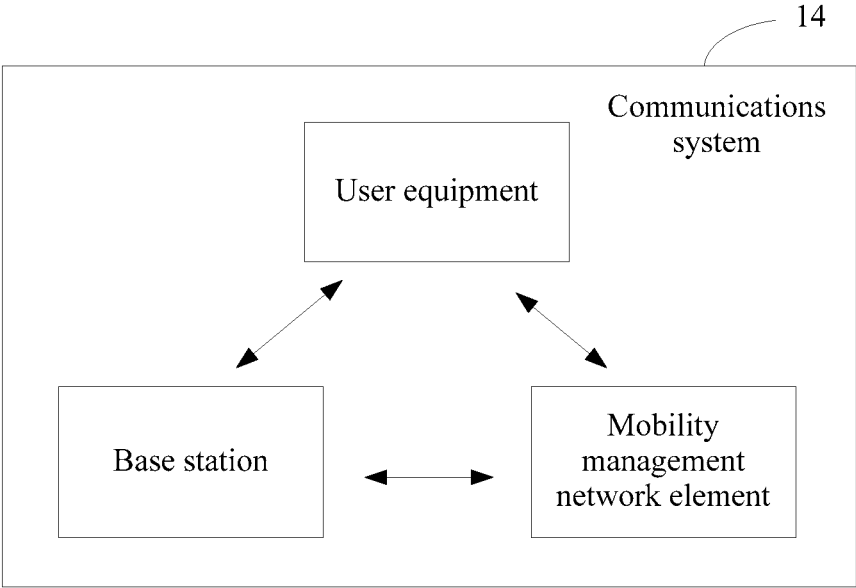 14
Communications
system
User equipment
Base station
Mobility
management
network element